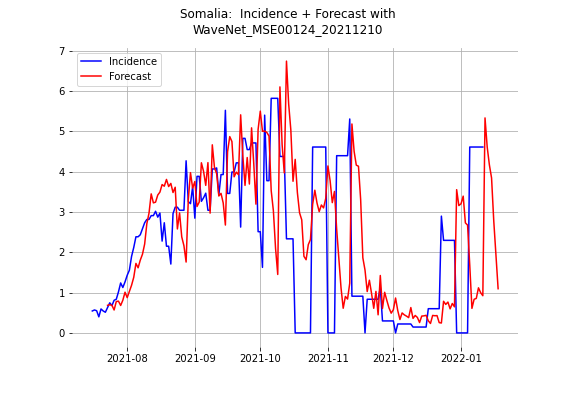 Somalia:  Incidence + Forecast with
WaveNet_MSE00124_20211210
Incidence
Forecast
7
6
5
4
3
2
1
0
2021-08 2021-09 2021-10 2021-11 2021-12 2022-01